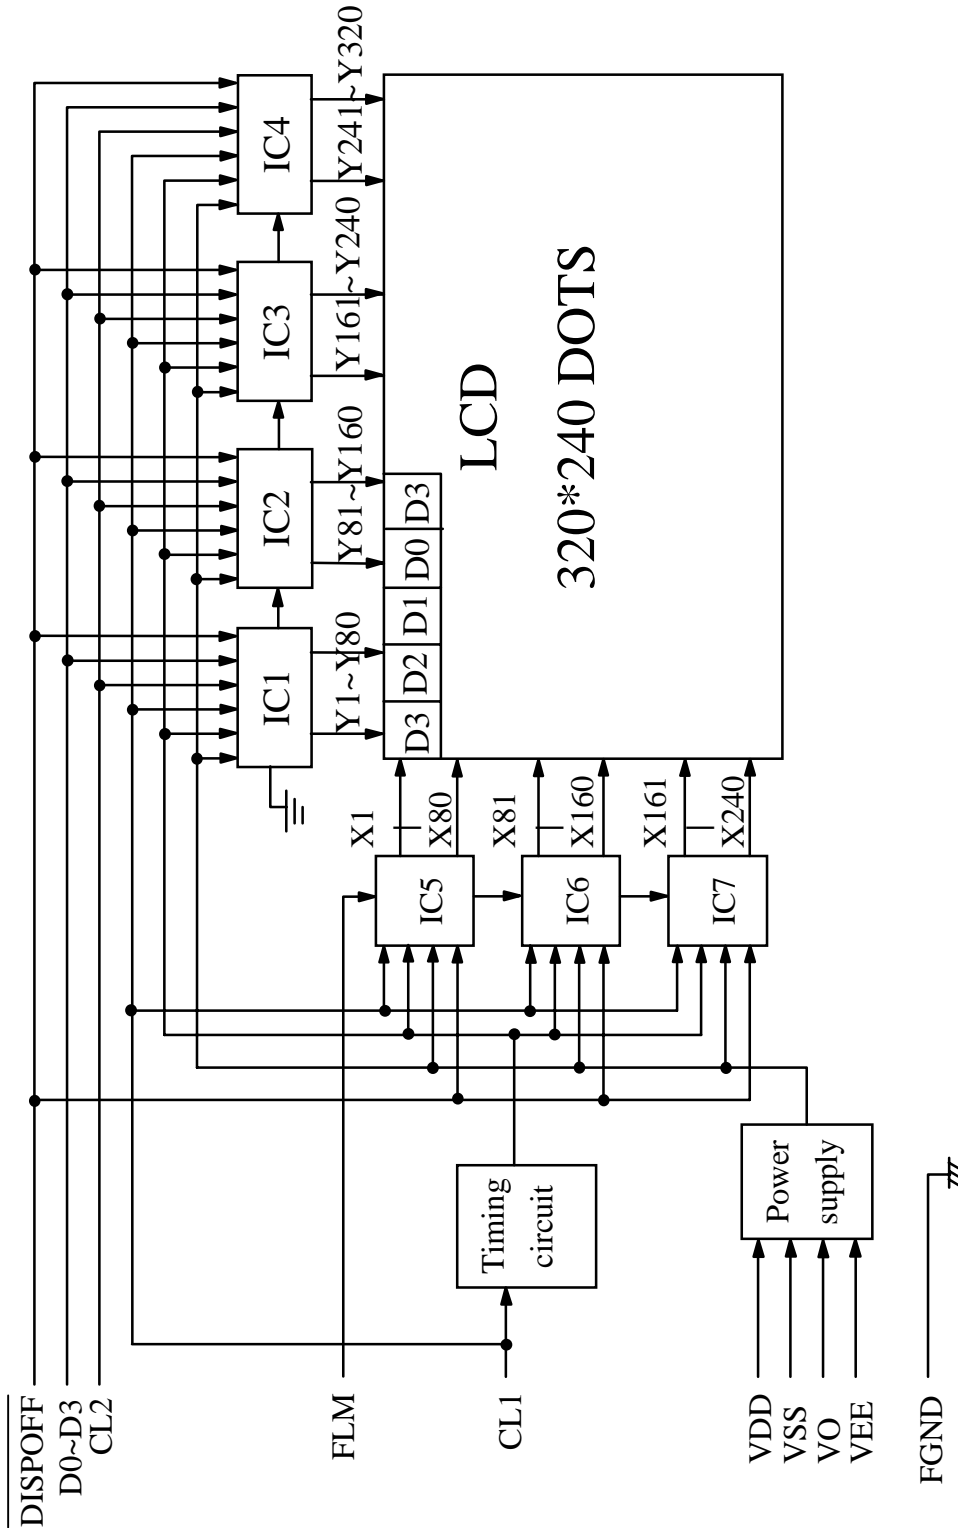 DISPOFF
D0~D3
CL2
FLM
CL1
VDD
VSS
VO
VEE
FGND
Timing
circuit
Power
supply
IC1
IC2
IC3
IC4
Y1~Y80
Y81~Y160
Y161~Y240
Y241~Y320
IC5
IC6
IC7
X1
X80
X81
X160
X161
X240
D3
D2
D1
D0
D3
LCD
320*240 DOTS